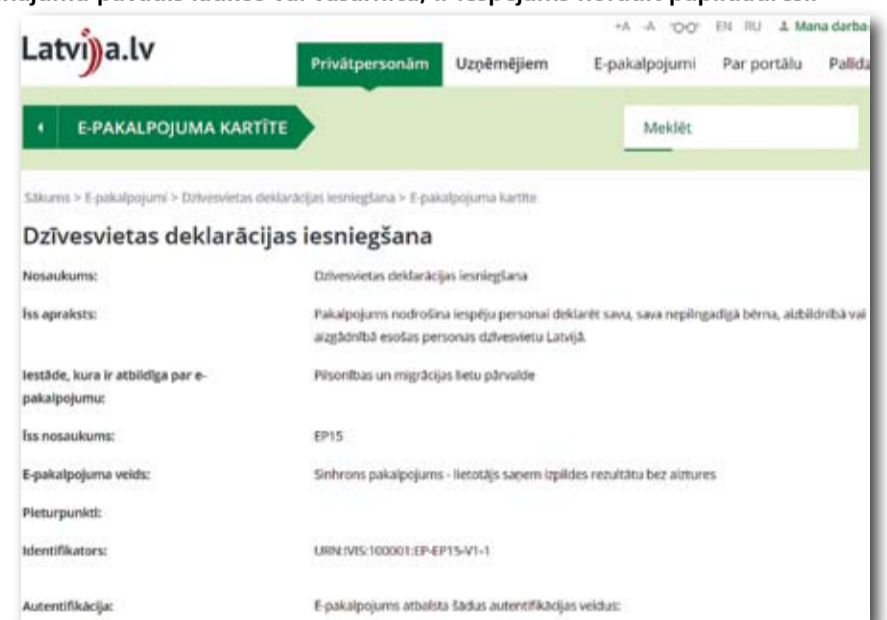 +A -A EN RU Mana darba
Latvija.lv
Privātpersonām Uzņēmējiem E-pakalpojumi Par portālu Palīdz
E-PAKALPOJUMA KARTĪTE
Meklēt
Sākums > E-pakalpojumi > Dzīvesvietas deklarācijas iesniegšana > E-pakalpojuma kartīte
Dzīvesvietas deklarācijas iesniegšana
Nosaukums: Dzīvesvietas deklarācijas iesniegšana
Īss apraksts: Pakalpojums nodrošina iespēju personai deklarēt savu, sava nepilngadīgā bērna, aizbildnībā vai
aizgādnībā esošas personas dzīvesvietu Latvijā.
Iestāde, kura ir atbildīga par e- Pilsonības un migrācijas lietu pārvalde
pakalpojumu:
Īss nosaukums: EP15
E-pakalpojuma veids: Sinhrons pakalpojums - lietotājs saņem izpildes rezultātu bez aiztures
Pieturpunkti:
Identifikators: URN:IVIS:100001:EP-EP15-V1-1
Autentifikācija: E-pakalpojums atbalsta šādus autentifikācijas veidus: